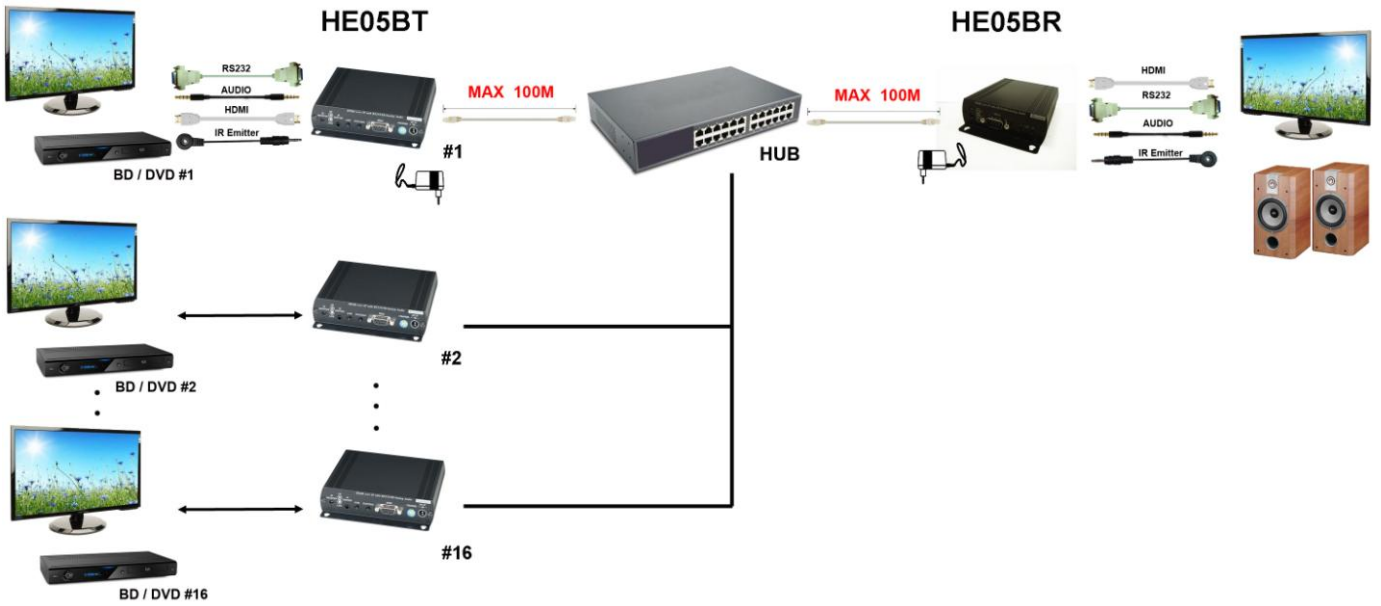 HE05BT
HE05BR
RS232
AUDIO
HDMI
IR Emitter
MAX 100M
MAX 100M
HDMI
RS232
AUDIO
IR Emitter
#1
HUB
BD / DVD #1
#2
BD / DVD #2
#16
BD / DVD #16